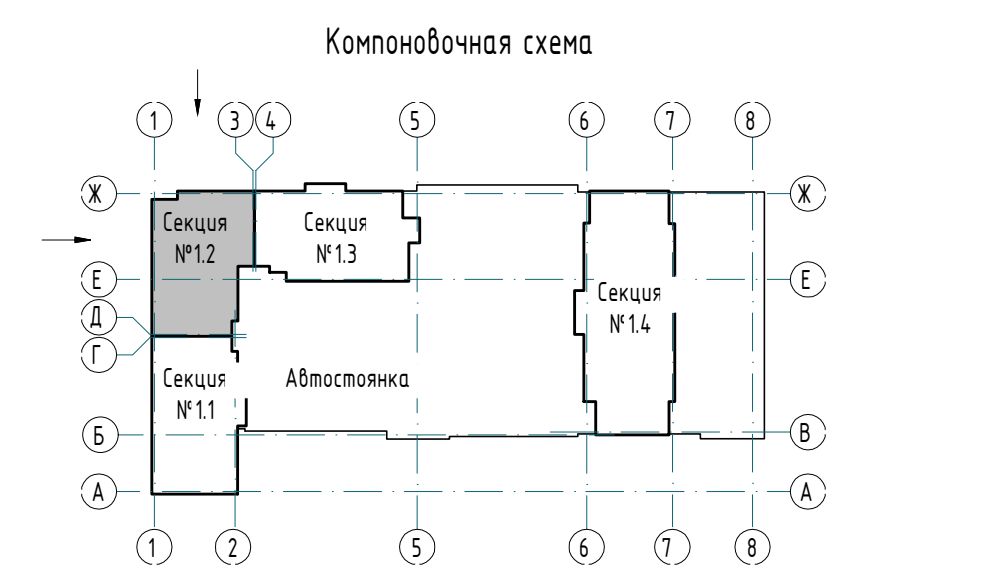 Компоновочная схема
1 3 4 5 6 7 8
Ж Ж
Секция
№1.2
Секция
№1.3
Е Е
Секция
№1.4
Д
Г
Секция
№1.1
Автостоянка
Б В
А А
1 2 5 6 7 8